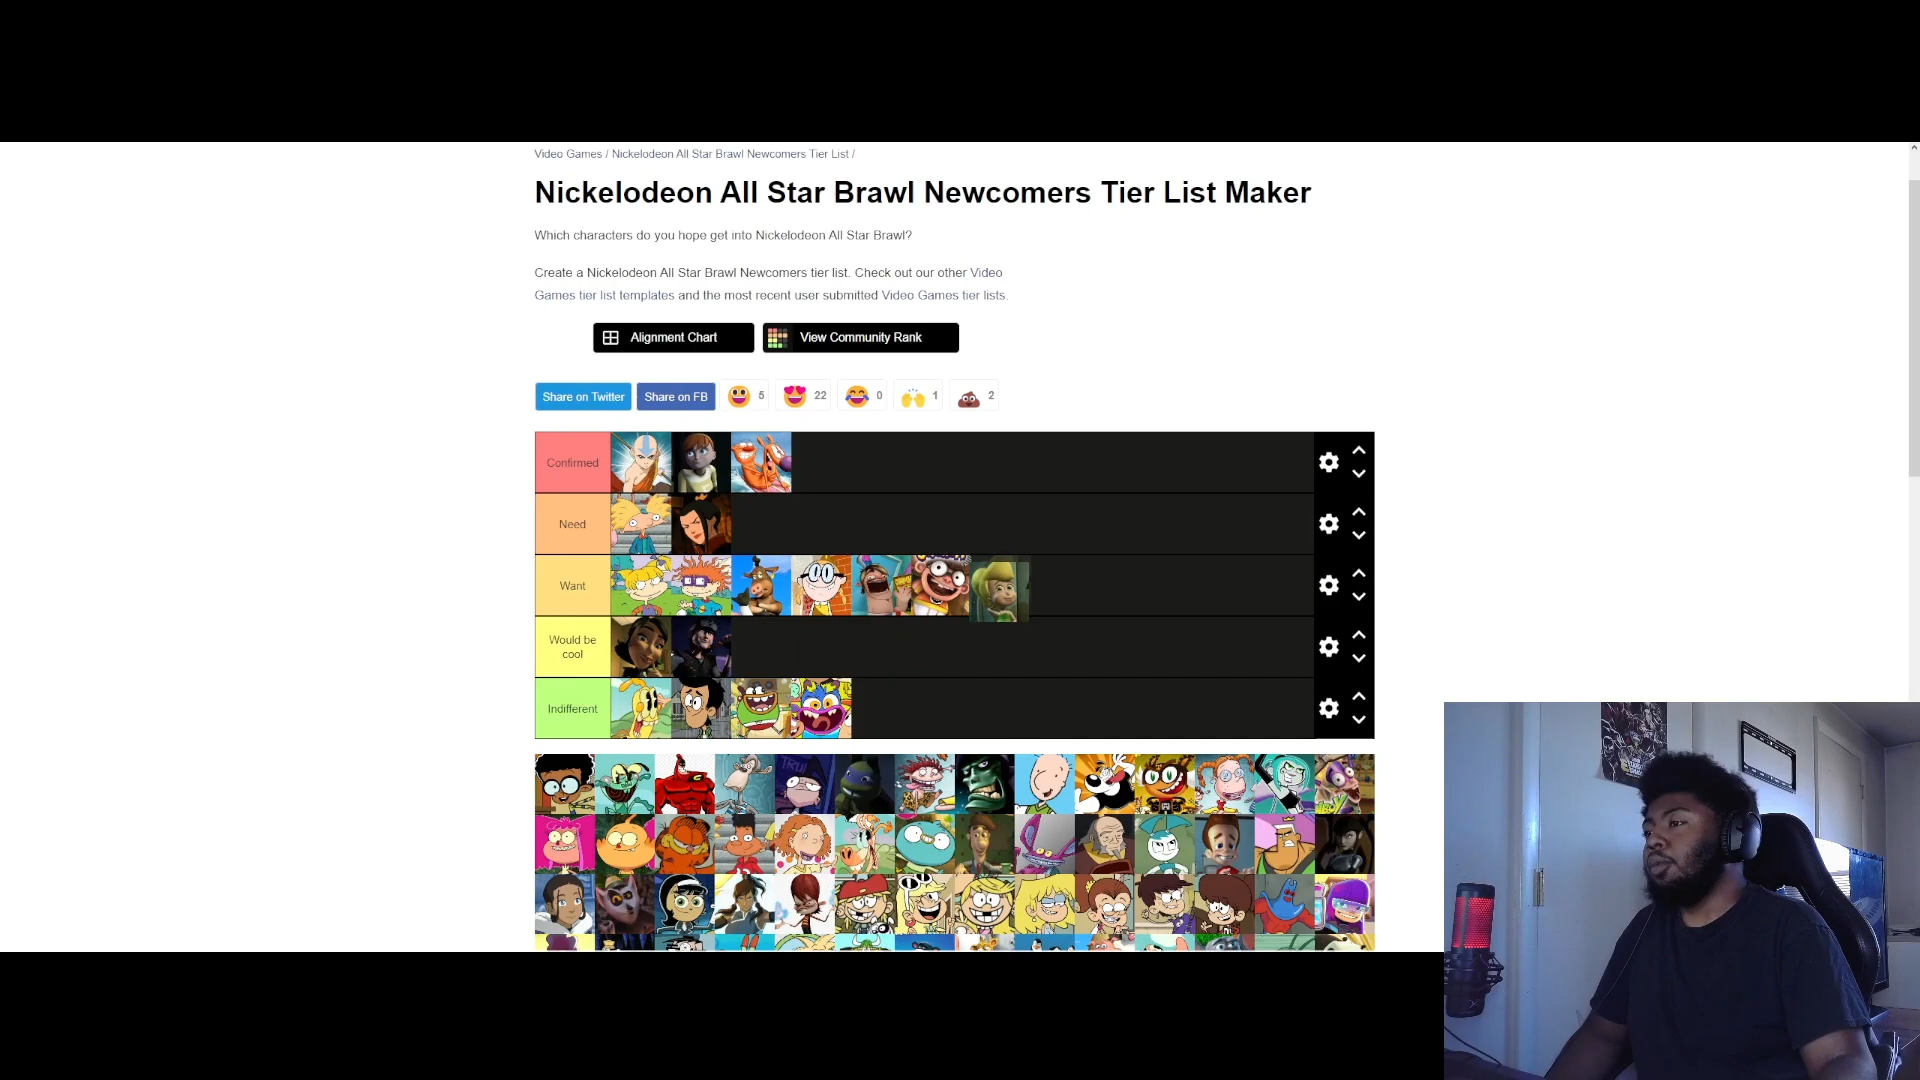 Video Games / Nickelodeon All Star Brawl Newcomers Tier List /
Nickelodeon All Star Brawl Newcomers Tier List Maker
Which characters do you hope get into Nickelodeon All Star Brawl?
Create a Nickelodeon All Star Brawl Newcomers tier list. Check out our other Video
Games tier list templates and the most recent user submitted Video Games tier lists.
Alignment Chart
View Community Rank
Share on Twitter
Share on FB
5
22
0
1
2
Confirmed
Need
Want
Would be
cool
Indifferent